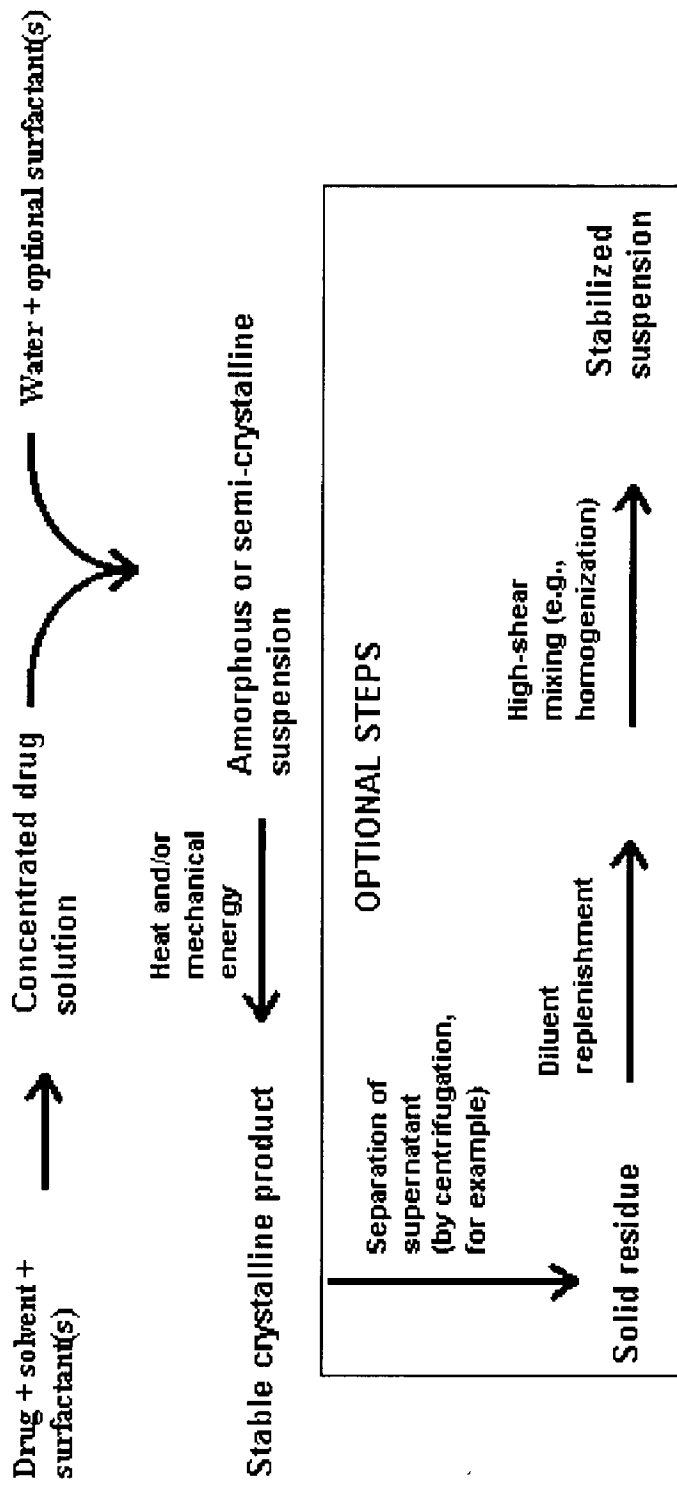 Drug + solvent +
surfactant(s)
Concentrated drug
solution
Water + optional surfactant(s)
Amorphous or semi-crystalline
suspension
Heat and/or
mechanical
energy
Stable crystalline product
OPTIONAL STEPS
Separation of
supernatant
(by centrifugation,
for example)
Solid residue
Diluent
replenishment
High-shear
mixing (e.g.,
homogenization)
Stabilized
suspension